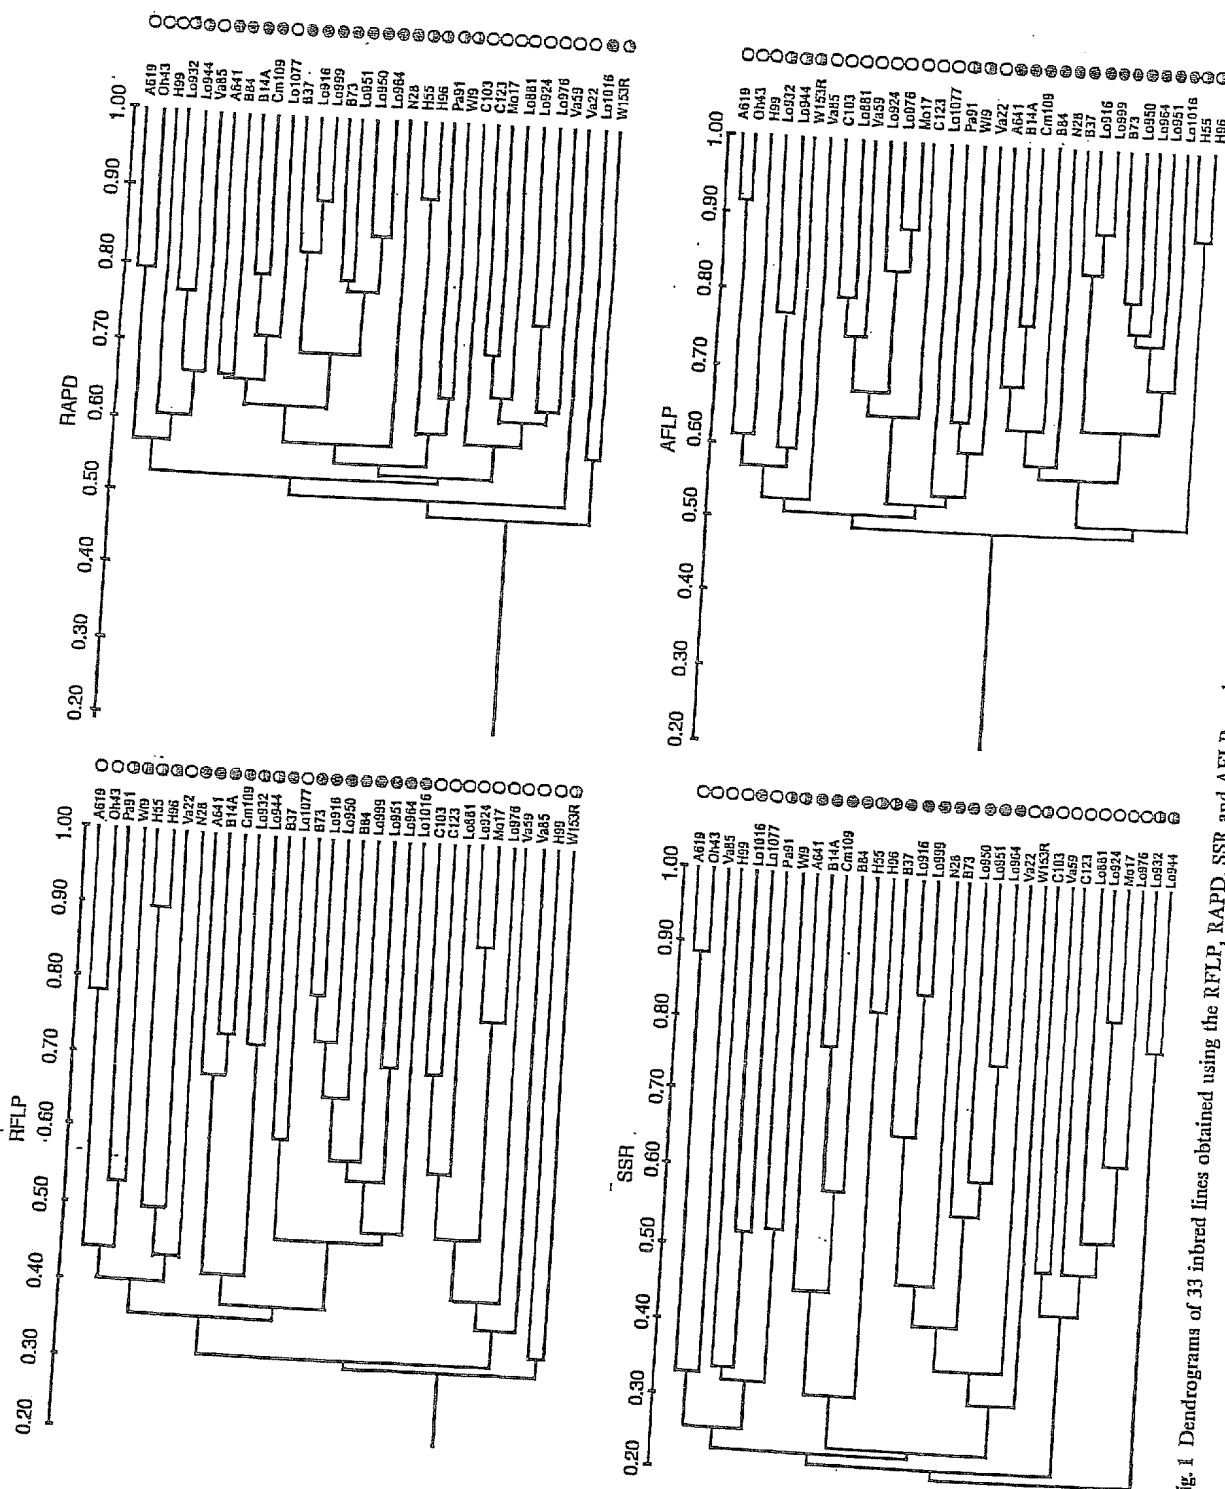 RFLP
0.20
0.30
0.40
0.50
0.60
0.70
0.80
0.90
1.00
A619
Oh43
Pa91
W19
H55
H96
Va22
N28
A641
B14A
Cm109
Lo932
Lo944
B37
Lo1077
B73
Lo916
Lo950
B84
Lo999
Lo951
Lo964
Lo1016
C103
C123
Lo881
Lo924
Mo17
Lo976
Va59
Va85
H99
W153R
RAPD
0.20
0.30
0.40
0.50
0.60
0.70
0.80
0.90
1.00
A619
Oh43
H99
Lo932
Lo944
Va85
A641
B84
B14A
Cm109
Lo1077
B37
Lo916
Lo999
B73
Lo951
Lo950
Lo964
N28
H55
H96
Pa91
W19
C103
C123
Mo17
Lo881
Lo924
Lo976
Va59
Va22
Lo1016
W153R
SSR
0.20
0.30
0.40
0.50
0.60
0.70
0.80
0.90
1.00
A619
Oh43
Va85
H99
Lo1016
Lo1077
Pa91
W19
A641
B14A
Cm109
B84
H55
H96
B37
Lo916
Lo999
N28
B73
Lo950
Lo951
Lo964
Va22
W153R
C103
Va59
C123
Lo881
Lo924
Mo17
Lo976
Lo932
Lo944
AFLP
0.20
0.30
0.40
0.50
0.60
0.70
0.80
0.90
1.00
A619
Oh43
H99
Lo932
Lo944
W153R
Va85
C103
Lo881
Va59
Lo924
Lo976
Mo17
C123
Lo1077
Pa91
W19
Va22
A641
B14A
Cm109
B84
N28
B37
Lo916
Lo999
B73
Lo950
Lo964
Lo951
Lo1016
H55
H96
ig. 1 Dendrograms of 33 inbred lines obtained using the RFLP, RAPD, SSR and AFLP